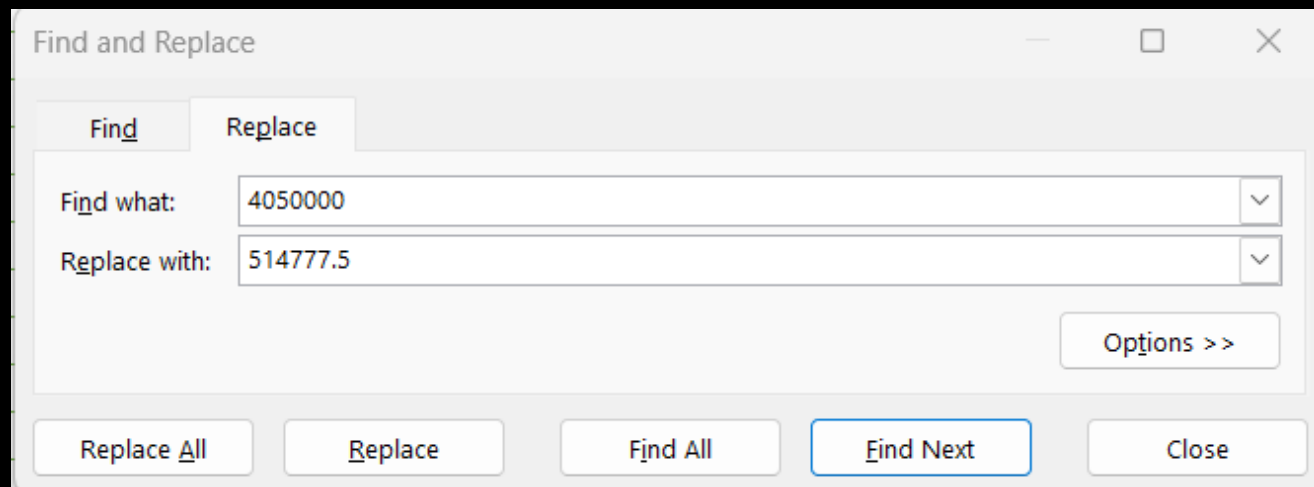 Find and Replace
Find Replace
Find what: 4050000
Replace with: 514777.5
Options >>
Replace All Replace Find All Find Next Close